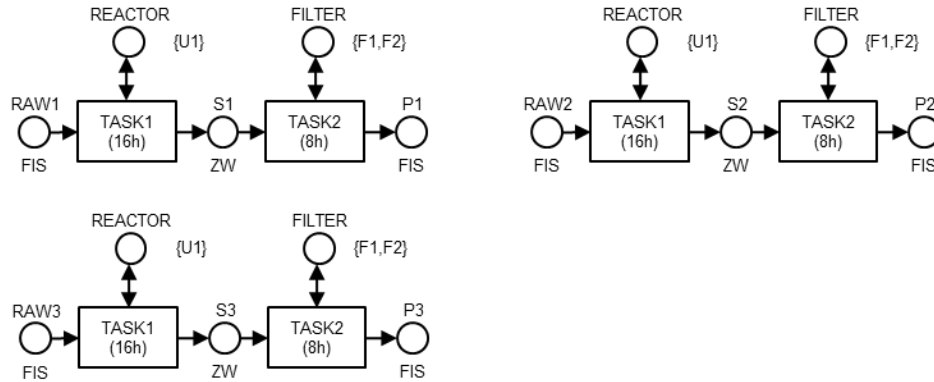 REACTOR
FILTER
{U1}
{F1,F2}
RAW1
S1
P1
TASK1
(16h)
TASK2
(8h)
FIS
ZW
FIS
REACTOR
FILTER
{U1}
{F1,F2}
RAW2
S2
P2
TASK1
(16h)
TASK2
(8h)
FIS
ZW
FIS
REACTOR
FILTER
{U1}
{F1,F2}
RAW3
S3
P3
TASK1
(16h)
TASK2
(8h)
FIS
ZW
FIS